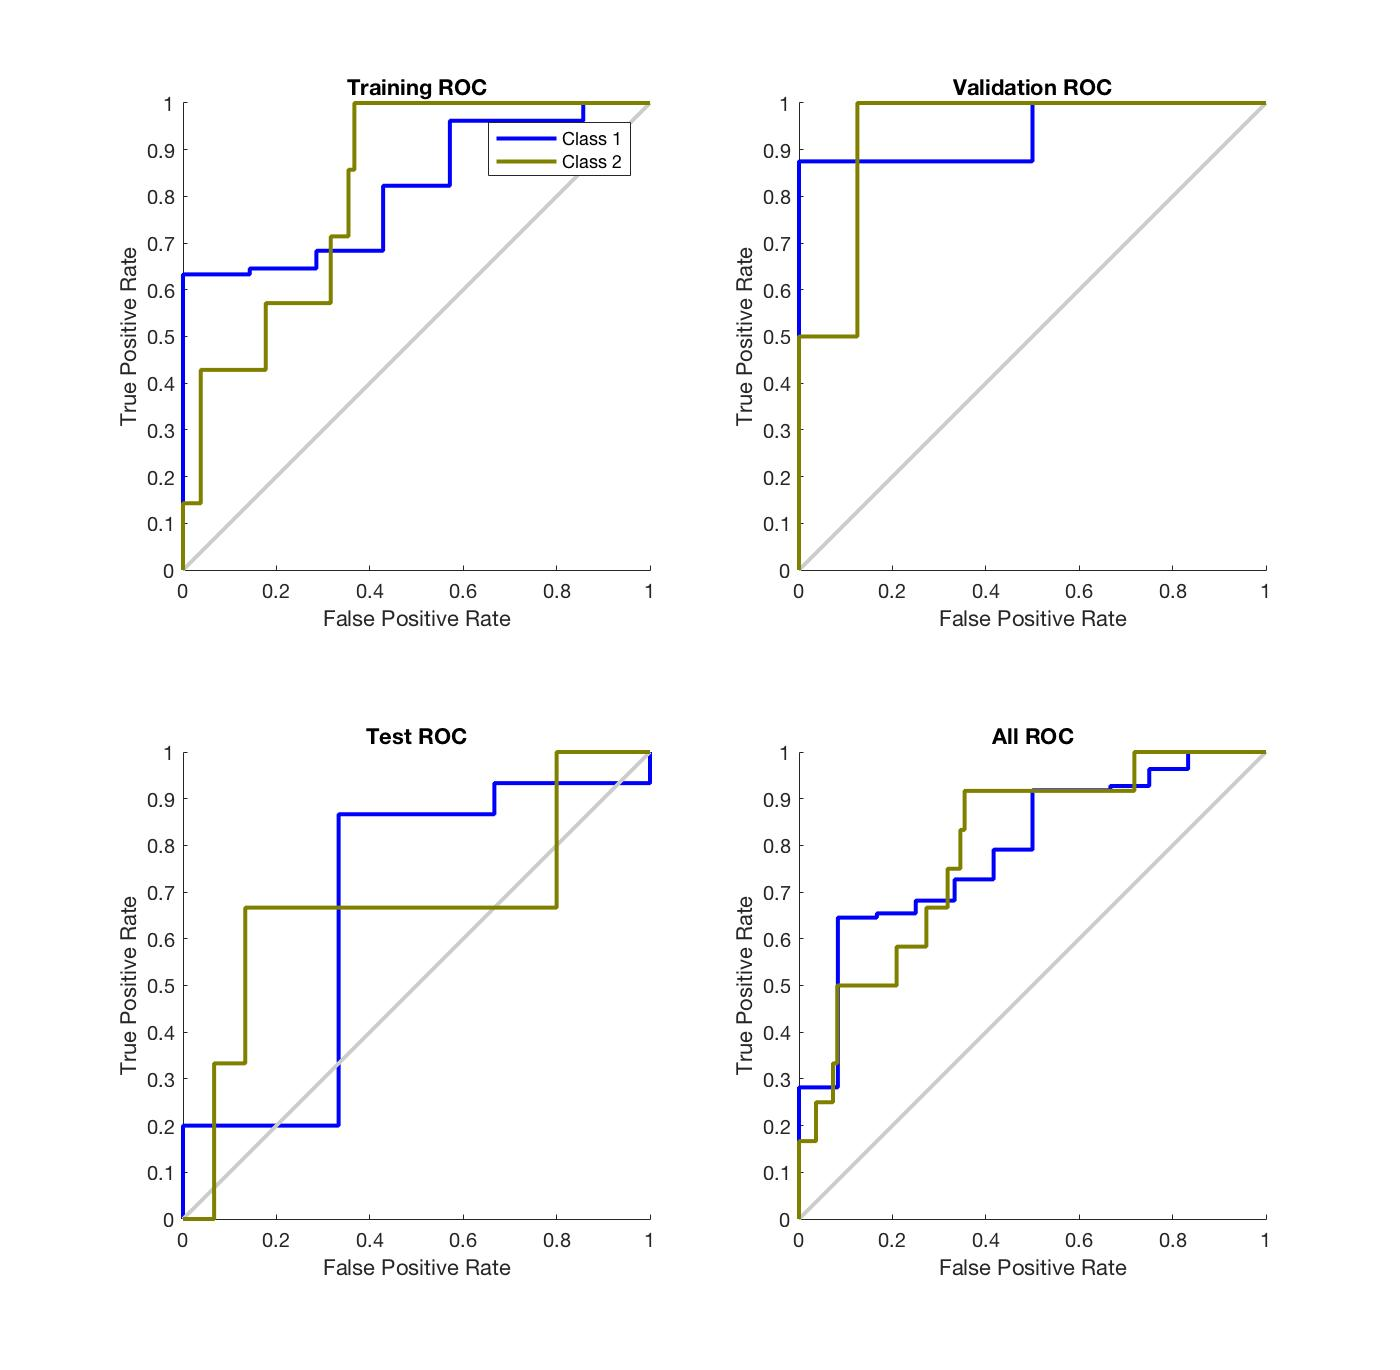 Training ROC
1
0.9
0.8
0.7
0.6
0.5
0.4
0.3
0.2
0.1
0
True Positive Rate
Class 1
Class 2
0 0.2 0.4 0.6 0.8 1
False Positive Rate
Validation ROC
1
0.9
0.8
0.7
0.6
0.5
0.4
0.3
0.2
0.1
0
True Positive Rate
0 0.2 0.4 0.6 0.8 1
False Positive Rate
Test ROC
1
0.9
0.8
0.7
0.6
0.5
0.4
0.3
0.2
0.1
0
True Positive Rate
0 0.2 0.4 0.6 0.8 1
False Positive Rate
All ROC
1
0.9
0.8
0.7
0.6
0.5
0.4
0.3
0.2
0.1
0
True Positive Rate
0 0.2 0.4 0.6 0.8 1
False Positive Rate